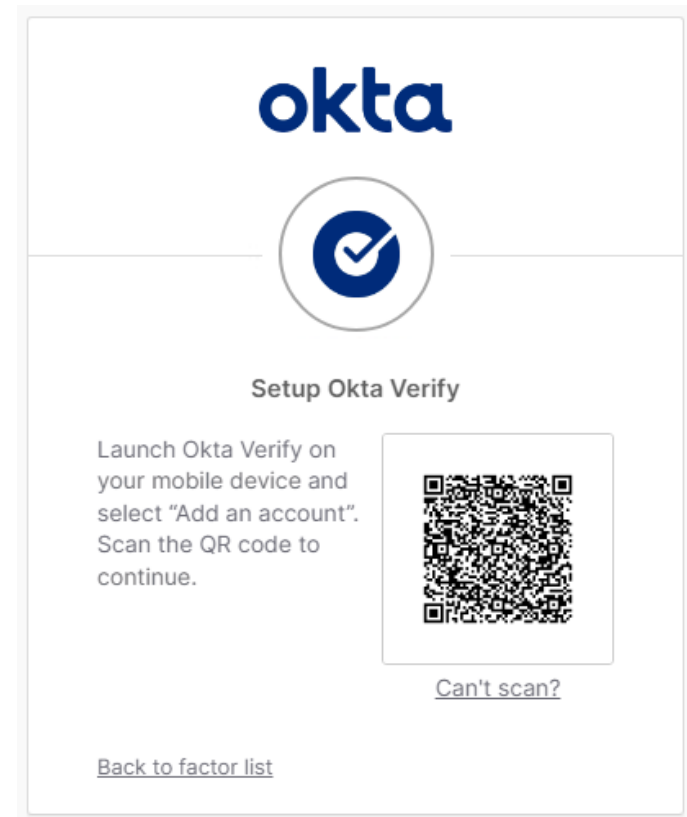 okta
Setup Okta Verify
Launch Okta Verify on
your mobile device and
select “Add an account”.
Scan the QR code to
continue.
Can't scan?
Back to factor list